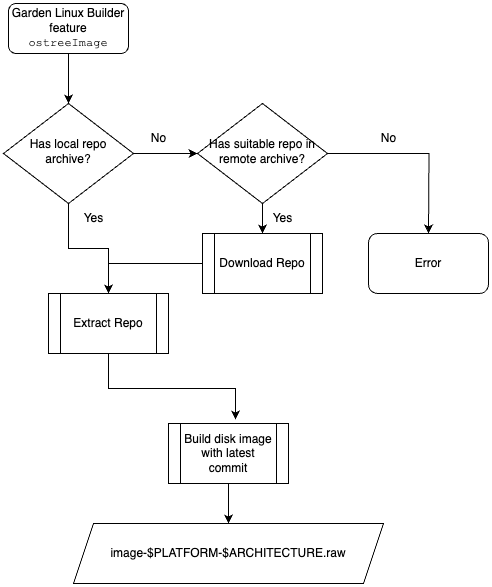 Garden Linux Builder
feature
ostreeImage
Has local repo
archive?
No
Has suitable repo in
remote archive?
No
Yes
Yes
Download Repo
Error
Extract Repo
Build disk image
with latest
commit
image-$PLATFORM-$ARCHITECTURE.raw